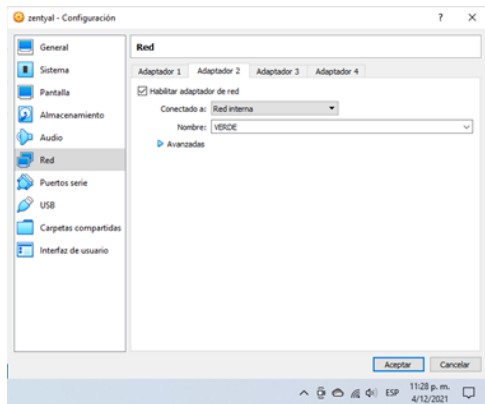 zentyal - Configuración
?
General
Sistema
Pantalla
Almacenamiento
Audio
Red
Puertos serie
USB
Carpetas compartidas
Interfaz de usuario
Red
Adaptador 1 Adaptador 2 Adaptador 3 Adaptador 4
Habilitar adaptador de red
Conectado a: Red interna
Nombre: VERDE
Avanzadas
Aceptar Cancelar
ESP 11:28 p. m.
4/12/2021